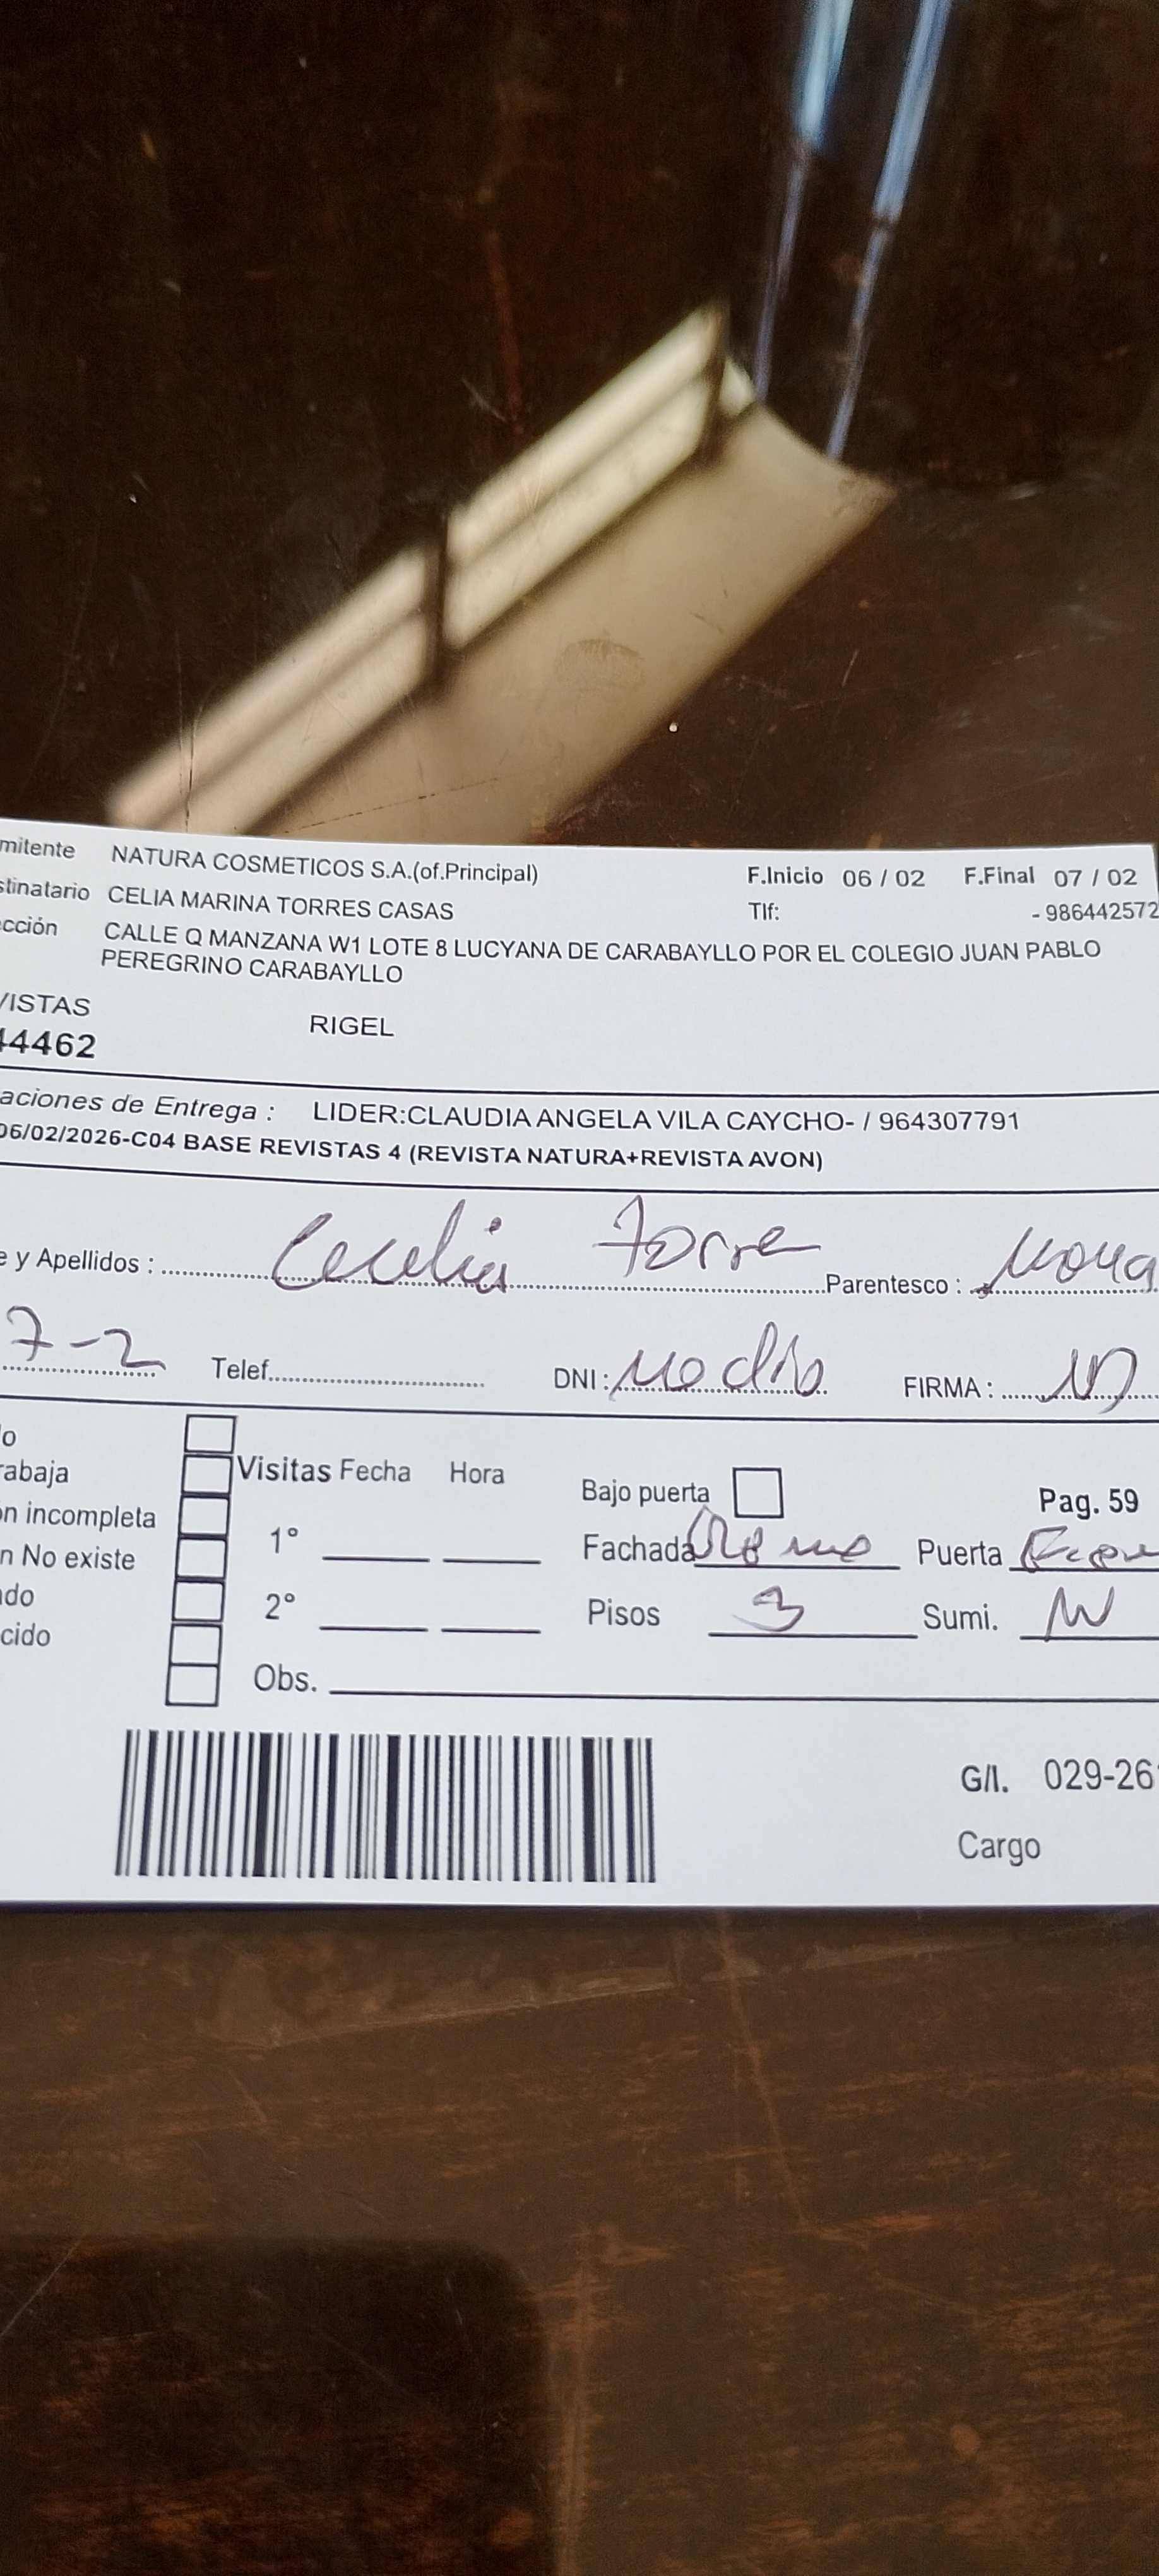 mitente NATURA COSMETICOS S.A.(of.Principal) F.Inicio 06 / 02 F.Final 07 / 02
stinatario CELIA MARINA TORRES CASAS Tlf: - 986442572
cción CALLE Q MANZANA W1 LOTE 8 LUCYANA DE CARABAYLLO POR EL COLEGIO JUAN PABLO
PEREGRINO CARABAYLLO
VISTAS RIGEL
44462
aciones de Entrega : LIDER:CLAUDIA ANGELA VILA CAYCHO- / 964307791
06/02/2026-C04 BASE REVISTAS 4 (REVISTA NATURA+REVISTA AVON)
e y Apellidos : Cecelia Torre Parentesco :
7-2 Telef. DNI : FIRMA :
o
rabaja Visitas Fecha Hora Bajo puerta Pag. 59
n incompleta
n No existe 1° Fachada Puerta
do 2° Pisos 3 Sumi.
cido
Obs.
G/I. 029-26
Cargo